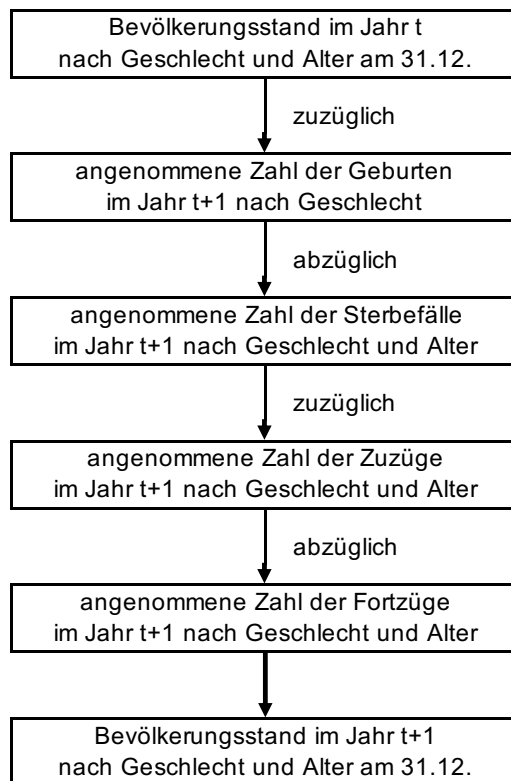 Bevölkerungsstand im Jahr t
nach Geschlecht und Alter am 31.12.
zuzüglich
angenommene Zahl der Geburten
im Jahr t+1 nach Geschlecht
abzüglich
angenommene Zahl der Sterbefälle
im Jahr t+1 nach Geschlecht und Alter
zuzüglich
angenommene Zahl der Zuzüge
im Jahr t+1 nach Geschlecht und Alter
abzüglich
angenommene Zahl der Fortzüge
im Jahr t+1 nach Geschlecht und Alter
Bevölkerungsstand im Jahr t+1
nach Geschlecht und Alter am 31.12.